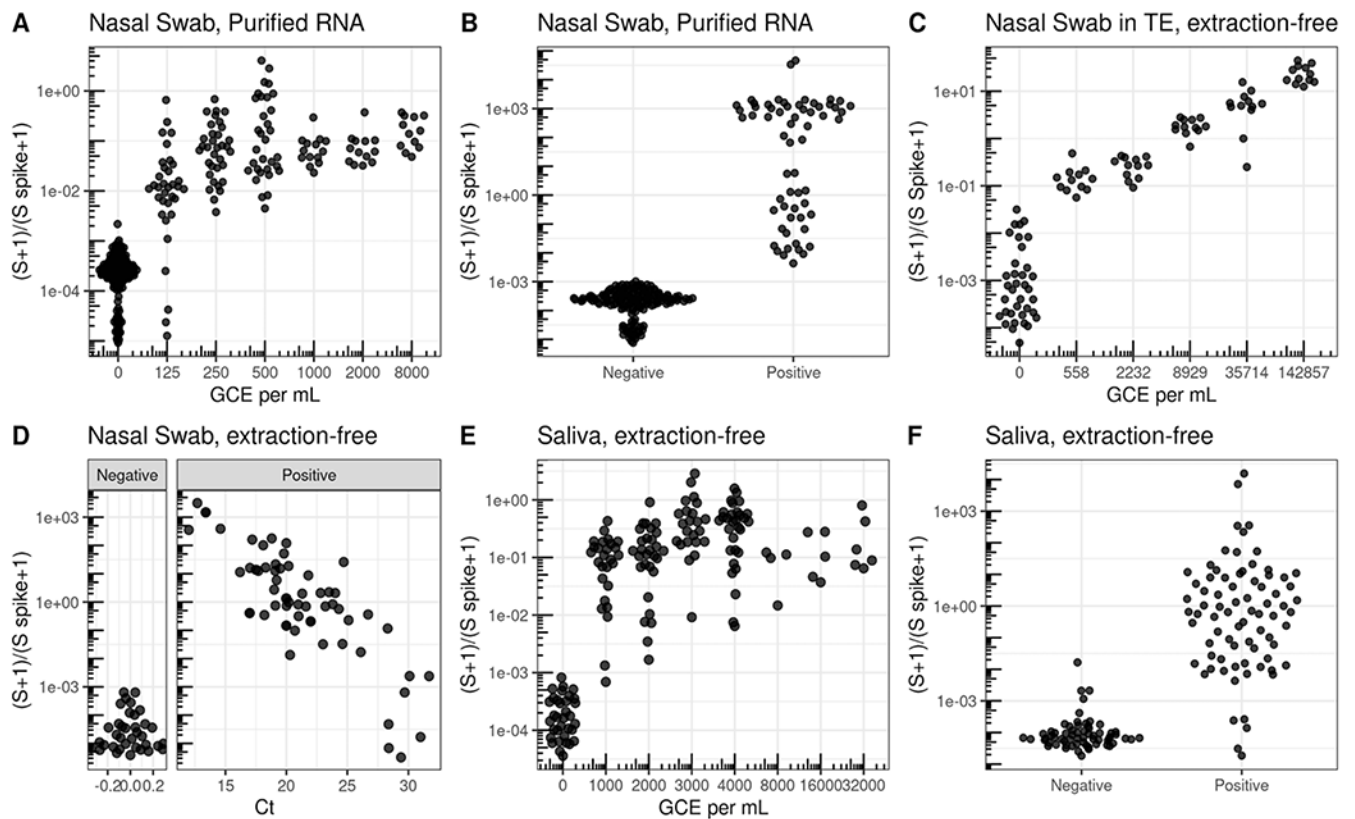 A Nasal Swab, Purified RNA
(S+1)/(S spike+1)
1e+00
1e-02
1e-04
0 125 250 500 1000 2000 8000
GCE per mL
B Nasal Swab, Purified RNA
(S+1)/(S spike+1)
1e+03
1e+00
1e-03
Negative Positive
C Nasal Swab in TE, extraction-free
(S+1)/(S Spike+1)
1e+01
1e-01
1e-03
0 558 2232 8929 35714 142857
GCE per mL
D Nasal Swab, extraction-free
Negative Positive
(S+1)/(S spike+1)
1e+03
1e+00
1e-03
-0.2 0.0 0.2 15 20 25 30
Ct
E Saliva, extraction-free
(S+1)/(S spike+1)
1e+00
1e-01
1e-02
1e-03
1e-04
0 1000 2000 3000 4000 8000 16000 32000
GCE per mL
F Saliva, extraction-free
(S+1)/(S spike+1)
1e+03
1e+00
1e-03
Negative Positive